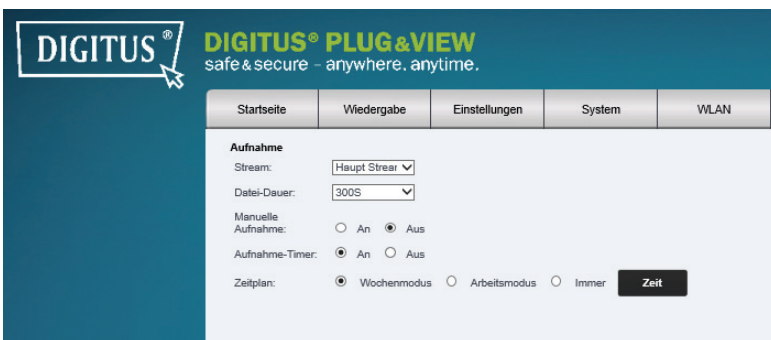 DIGITUS®
DIGITUS® PLUG&VIEW
safe & secure – anywhere. anytime.
Startseite Wiedergabe Einstellungen System WLAN
Aufnahme
Stream: Haupt Strear
Datei-Dauer: 300S
Manuelle
Aufnahme: An Aus
Aufnahme-Timer: An Aus
Zeitplan: Wochenmodus Arbeitsmodus Immer Zeit